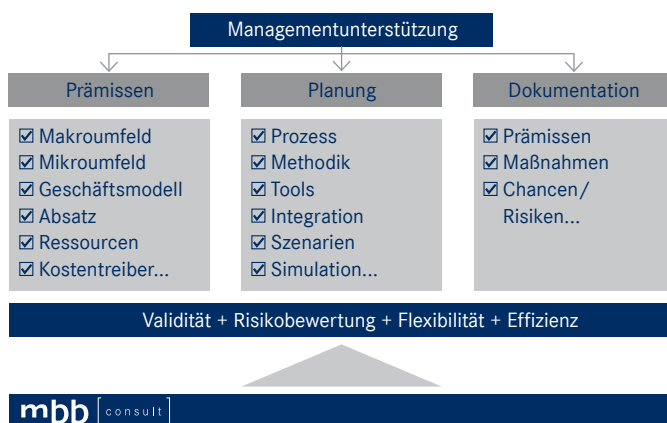 Managementunterstützung
Prämissen
Makroumfeld
Mikroumfeld
Geschäftsmodell
Absatz
Ressourcen
Kostentreiber...
Planung
Prozess
Methodik
Tools
Integration
Szenarien
Simulation...
Dokumentation
Prämissen
Maßnahmen
Chancen/
Risiken...
Validität + Risikobewertung + Flexibilität + Effizienz
mbb [consult]